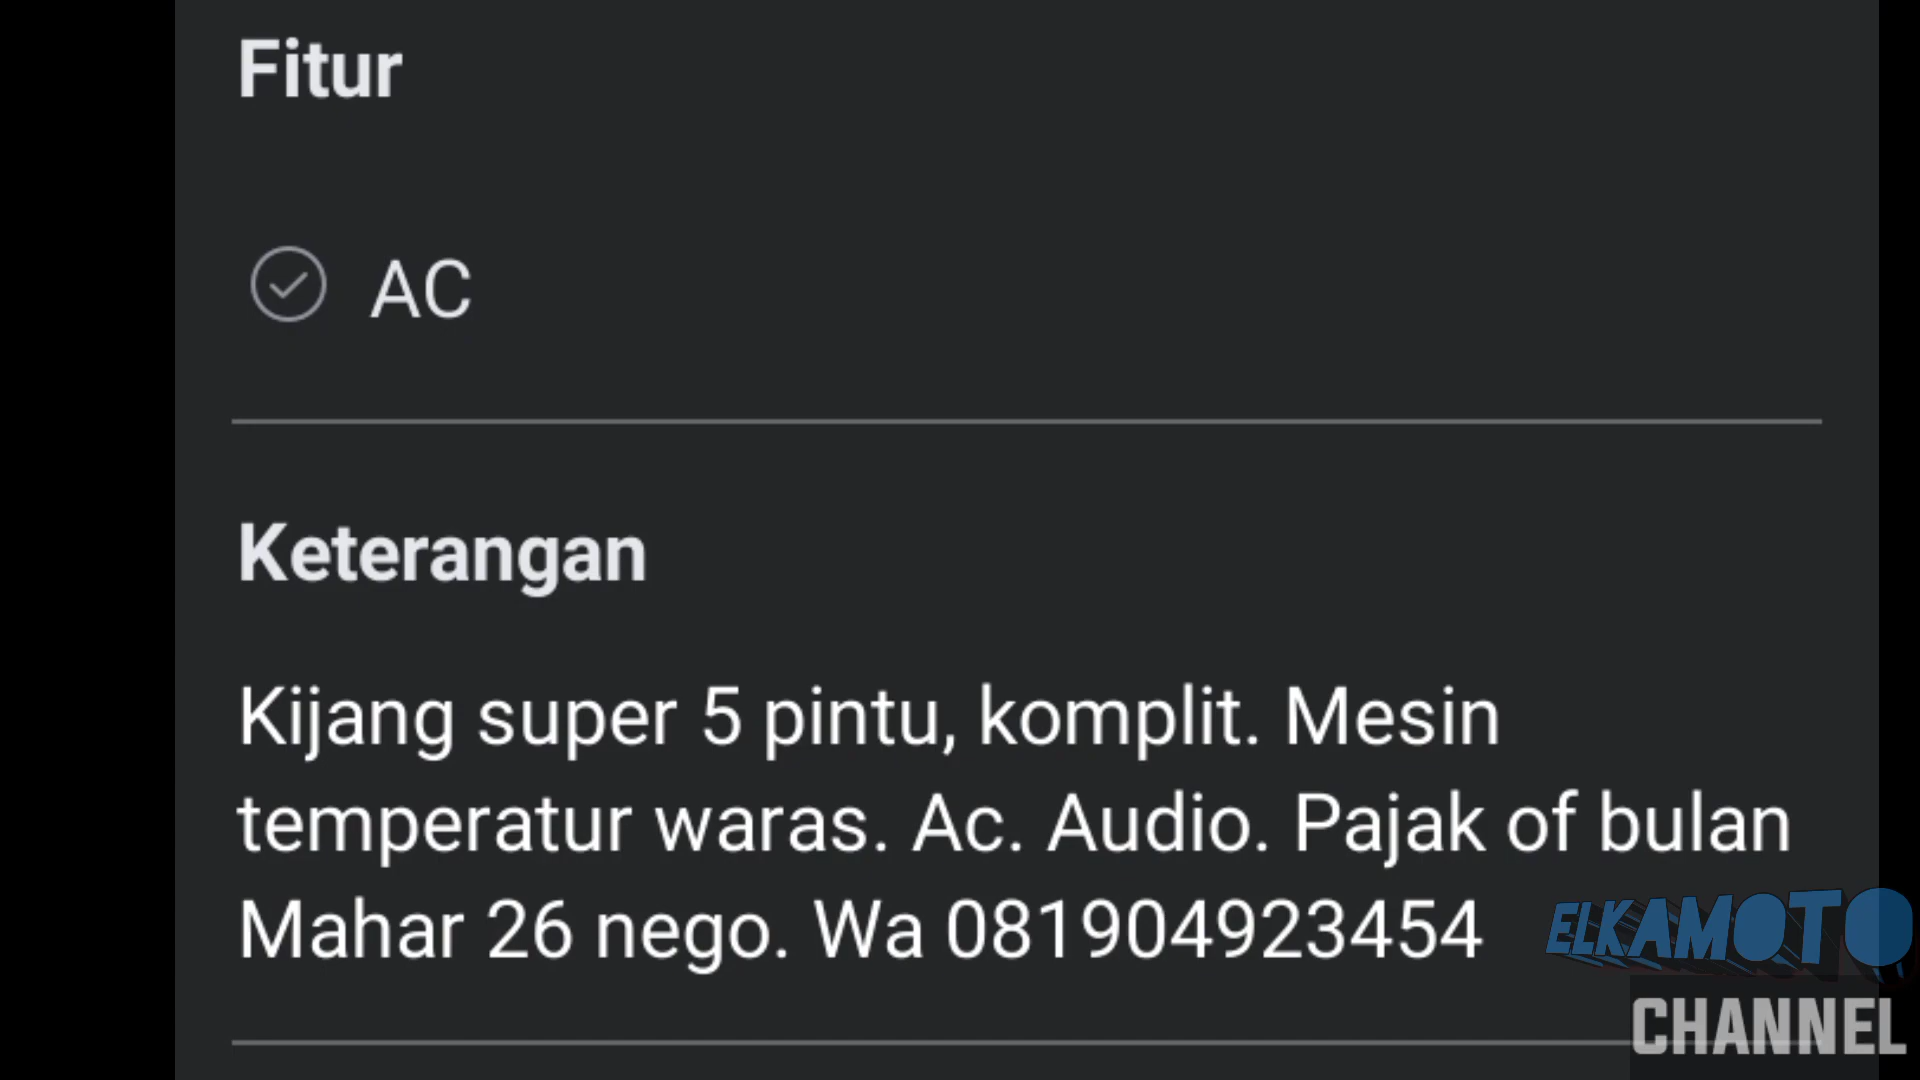 Fitur
AC
Keterangan
Kijang super 5 pintu, komplit. Mesin
temperatur waras. Ac. Audio. Pajak of bulan
Mahar 26 nego. Wa 081904923454
ELKAMOTO
CHANNEL